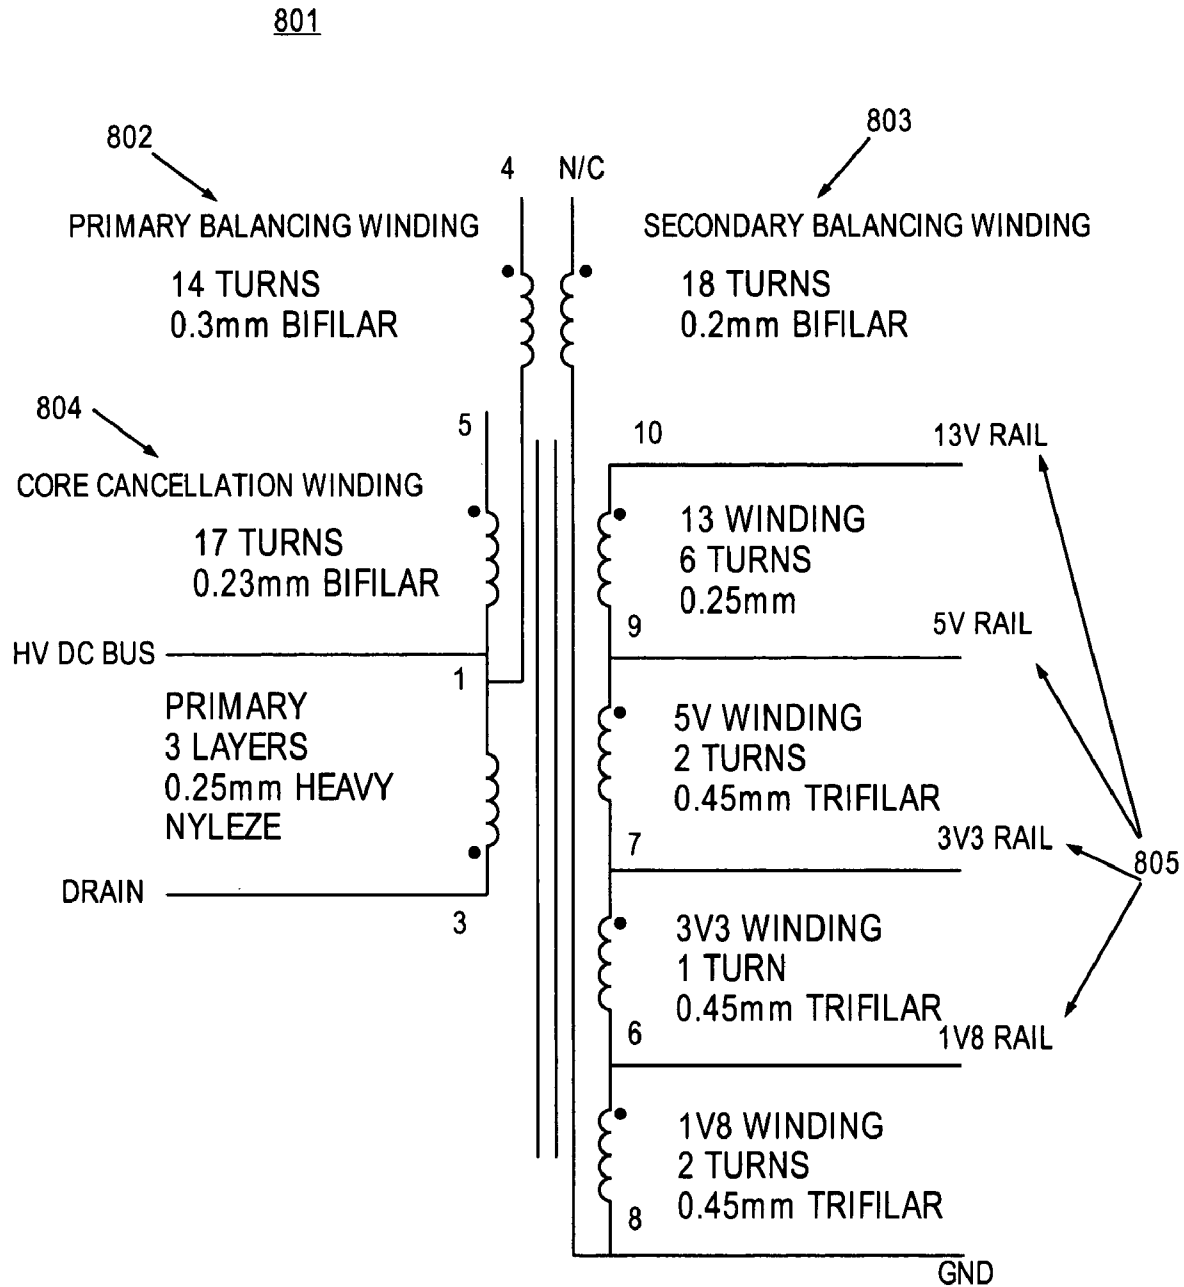 801
802
803
4
N/C
PRIMARY BALANCING WINDING
14 TURNS
0.3mm BIFILAR
SECONDARY BALANCING WINDING
18 TURNS
0.2mm BIFILAR
804
5
CORE CANCELLATION WINDING
17 TURNS
0.23mm BIFILAR
HV DC BUS
1
PRIMARY
3 LAYERS
0.25mm HEAVY
NYLEZE
DRAIN
3
10
13V RAIL
13 WINDING
6 TURNS
0.25mm
9
5V RAIL
5V WINDING
2 TURNS
0.45mm TRIFILAR
7
3V3 RAIL
805
3V3 WINDING
1 TURN
0.45mm TRIFILAR
6
1V8 RAIL
1V8 WINDING
2 TURNS
0.45mm TRIFILAR
8
GND